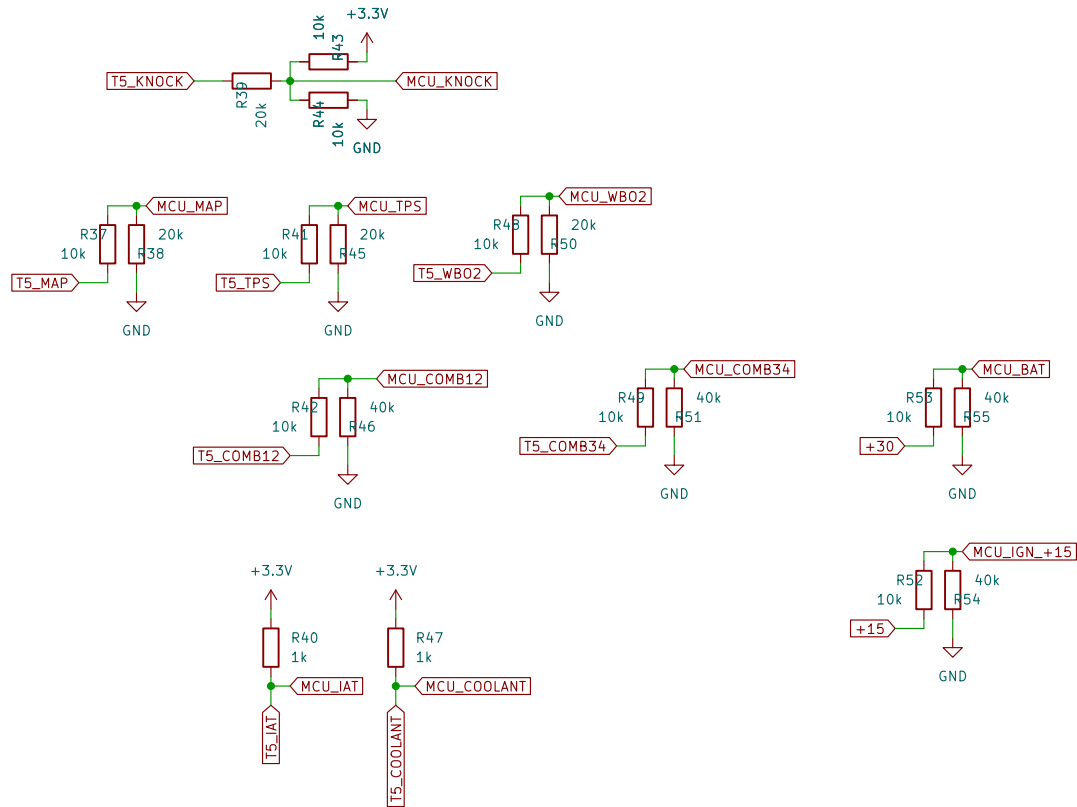 +3.3V
10k
R43
T5_KNOCK
MCU_KNOCK
R39
20k
R44
10k
GND
MCU_MAP
R37
20k
10k
R38
T5_MAP
GND
MCU_TPS
R41
20k
10k
R45
T5_TPS
GND
MCU_WBO2
R48
20k
10k
R50
T5_WBO2
GND
MCU_COMB12
R42
40k
10k
R46
T5_COMB12
GND
MCU_COMB34
R49
40k
10k
R51
T5_COMB34
GND
MCU_BAT
R53
40k
10k
R55
+30
GND
MCU_IGN_+15
R52
40k
10k
R54
+15
GND
+3.3V
R40
1k
MCU_IAT
T5_IAT
+3.3V
R47
1k
MCU_COOLANT
T5_COOLANT